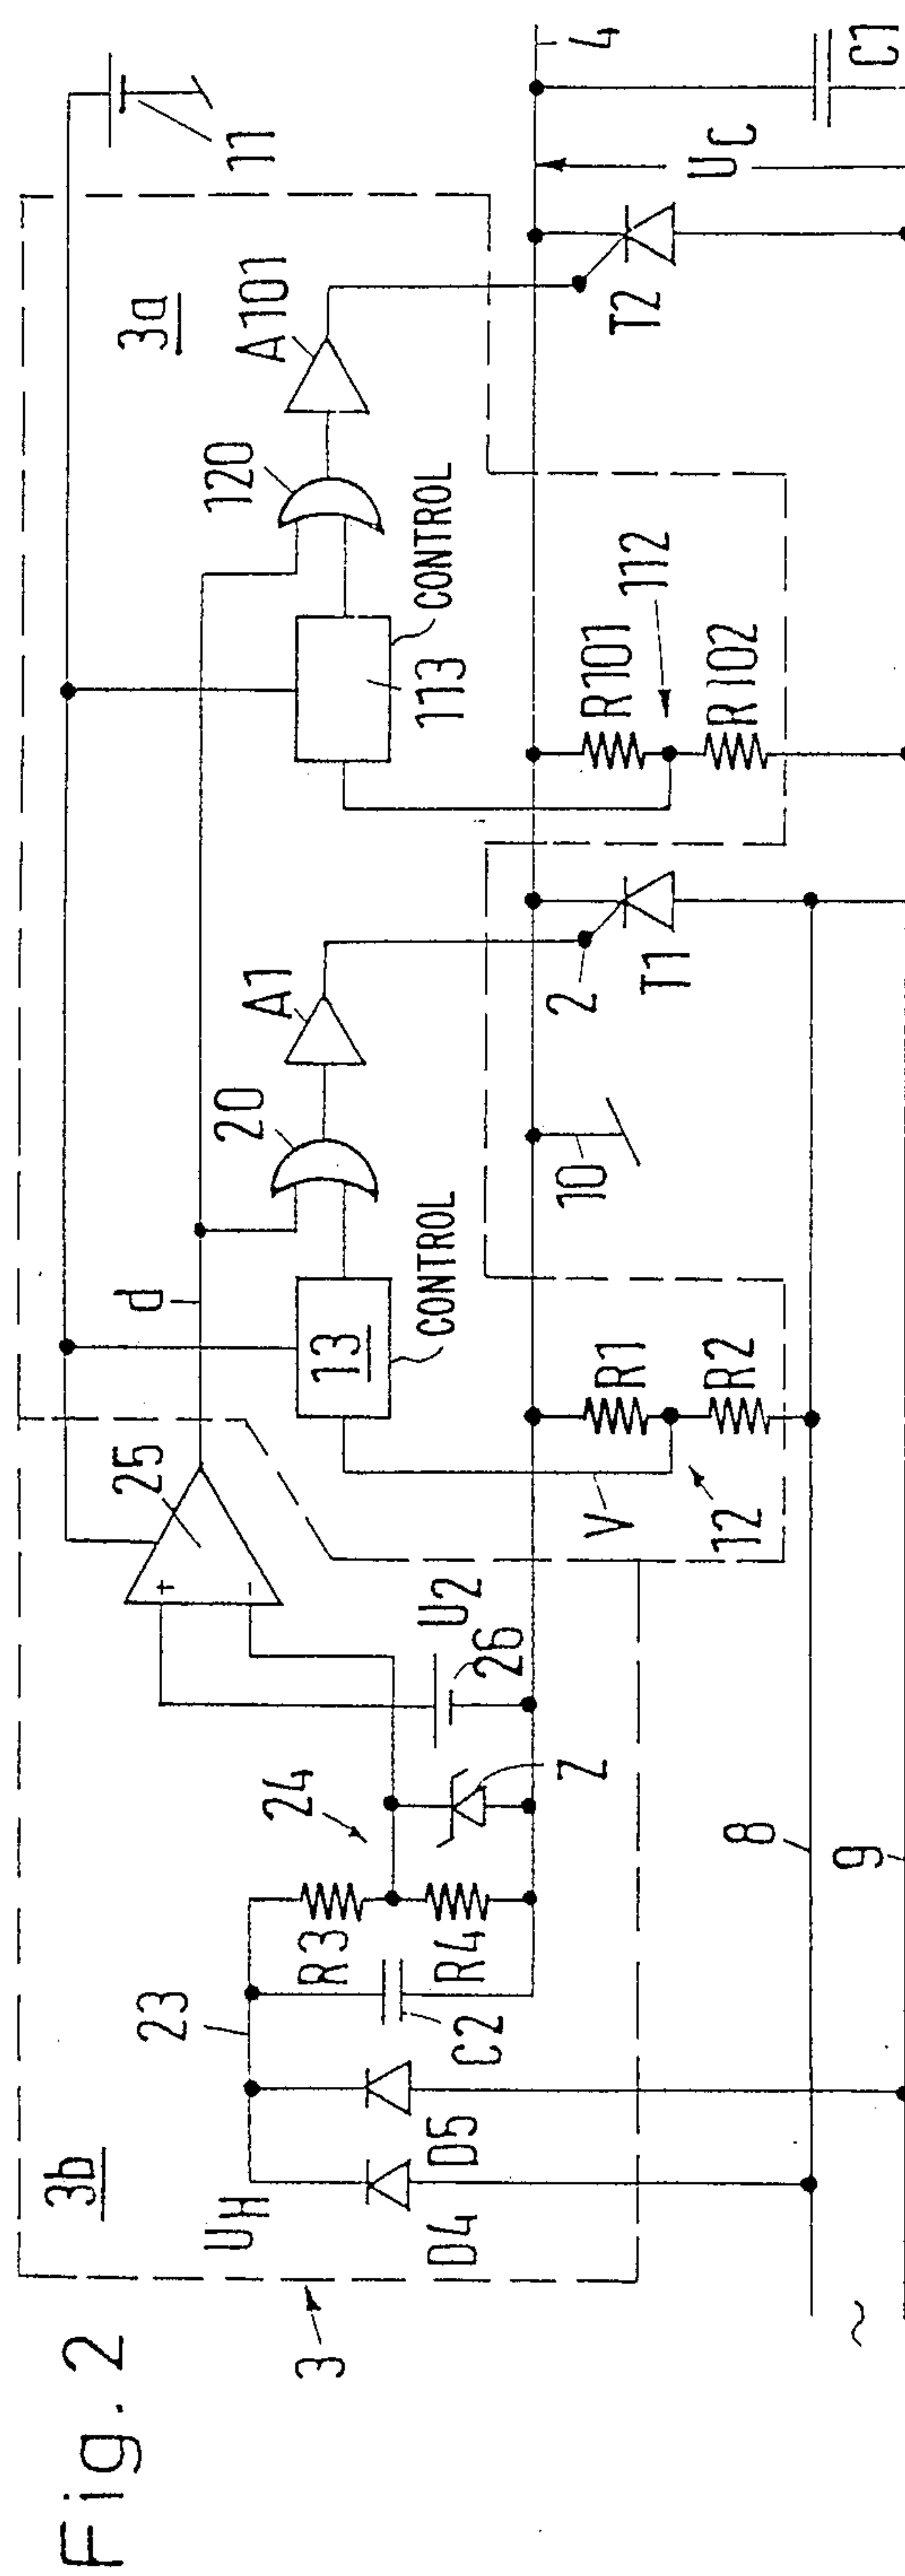 Fig. 2
3
3b
UH
23
D4
D5
C2
R3
R4
24
Z
26
U2
25
+
-
d
13
CONTROL
V
12
R1
R2
20
A1
10
2
T1
8
9
~
113
CONTROL
120
A101
3a
11
R101
112
R102
T2
UC
4
C1